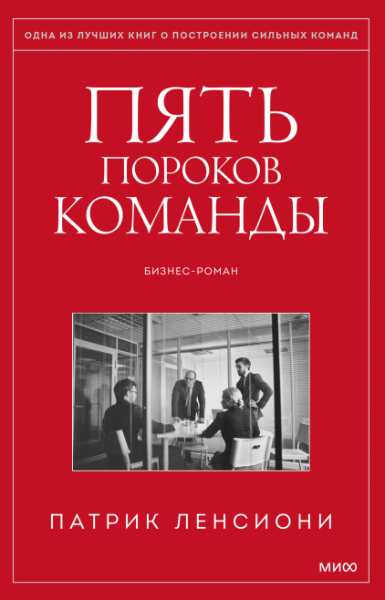 ОДНА ИЗ ЛУЧШИХ КНИГ О ПОСТРОЕНИИ СИЛЬНЫХ КОМАНД
ПЯТЬ
ПОРОКОВ
КОМАНДЫ
БИЗНЕС-РОМАН
ПАТРИК ЛЕНСИОНИ
МИФ